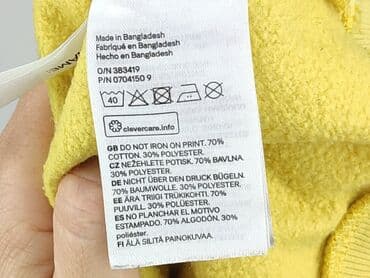 Made in Bangladesh
Fabriqué en Bangladesh
Hecho en Bangladesh
O/N 383419
P/N 0704150 9
40
clevercare.info
GB DO NOT IRON ON PRINT. 70%
COTTON. 30% POLYESTER.
CZ NEŽEHLETE POTISK. 70% BAVLNA.
30% POLYESTER.
DE NICHT ÜBER DEN DRUCK BÜGELN.
70% BAUMWOLLE. 30% POLYESTER.
EE ÄRA TRIIGI TRÜKIKOHTI. 70%
PUUVILL. 30% POLÜESTER.
ES NO PLANCHAR EL MOTIVO
ESTAMPADO. 70% ALGODÓN. 30%
poliéster.
FI ÄLÄ SILITÄ PAINOKUVAA.
NAME: